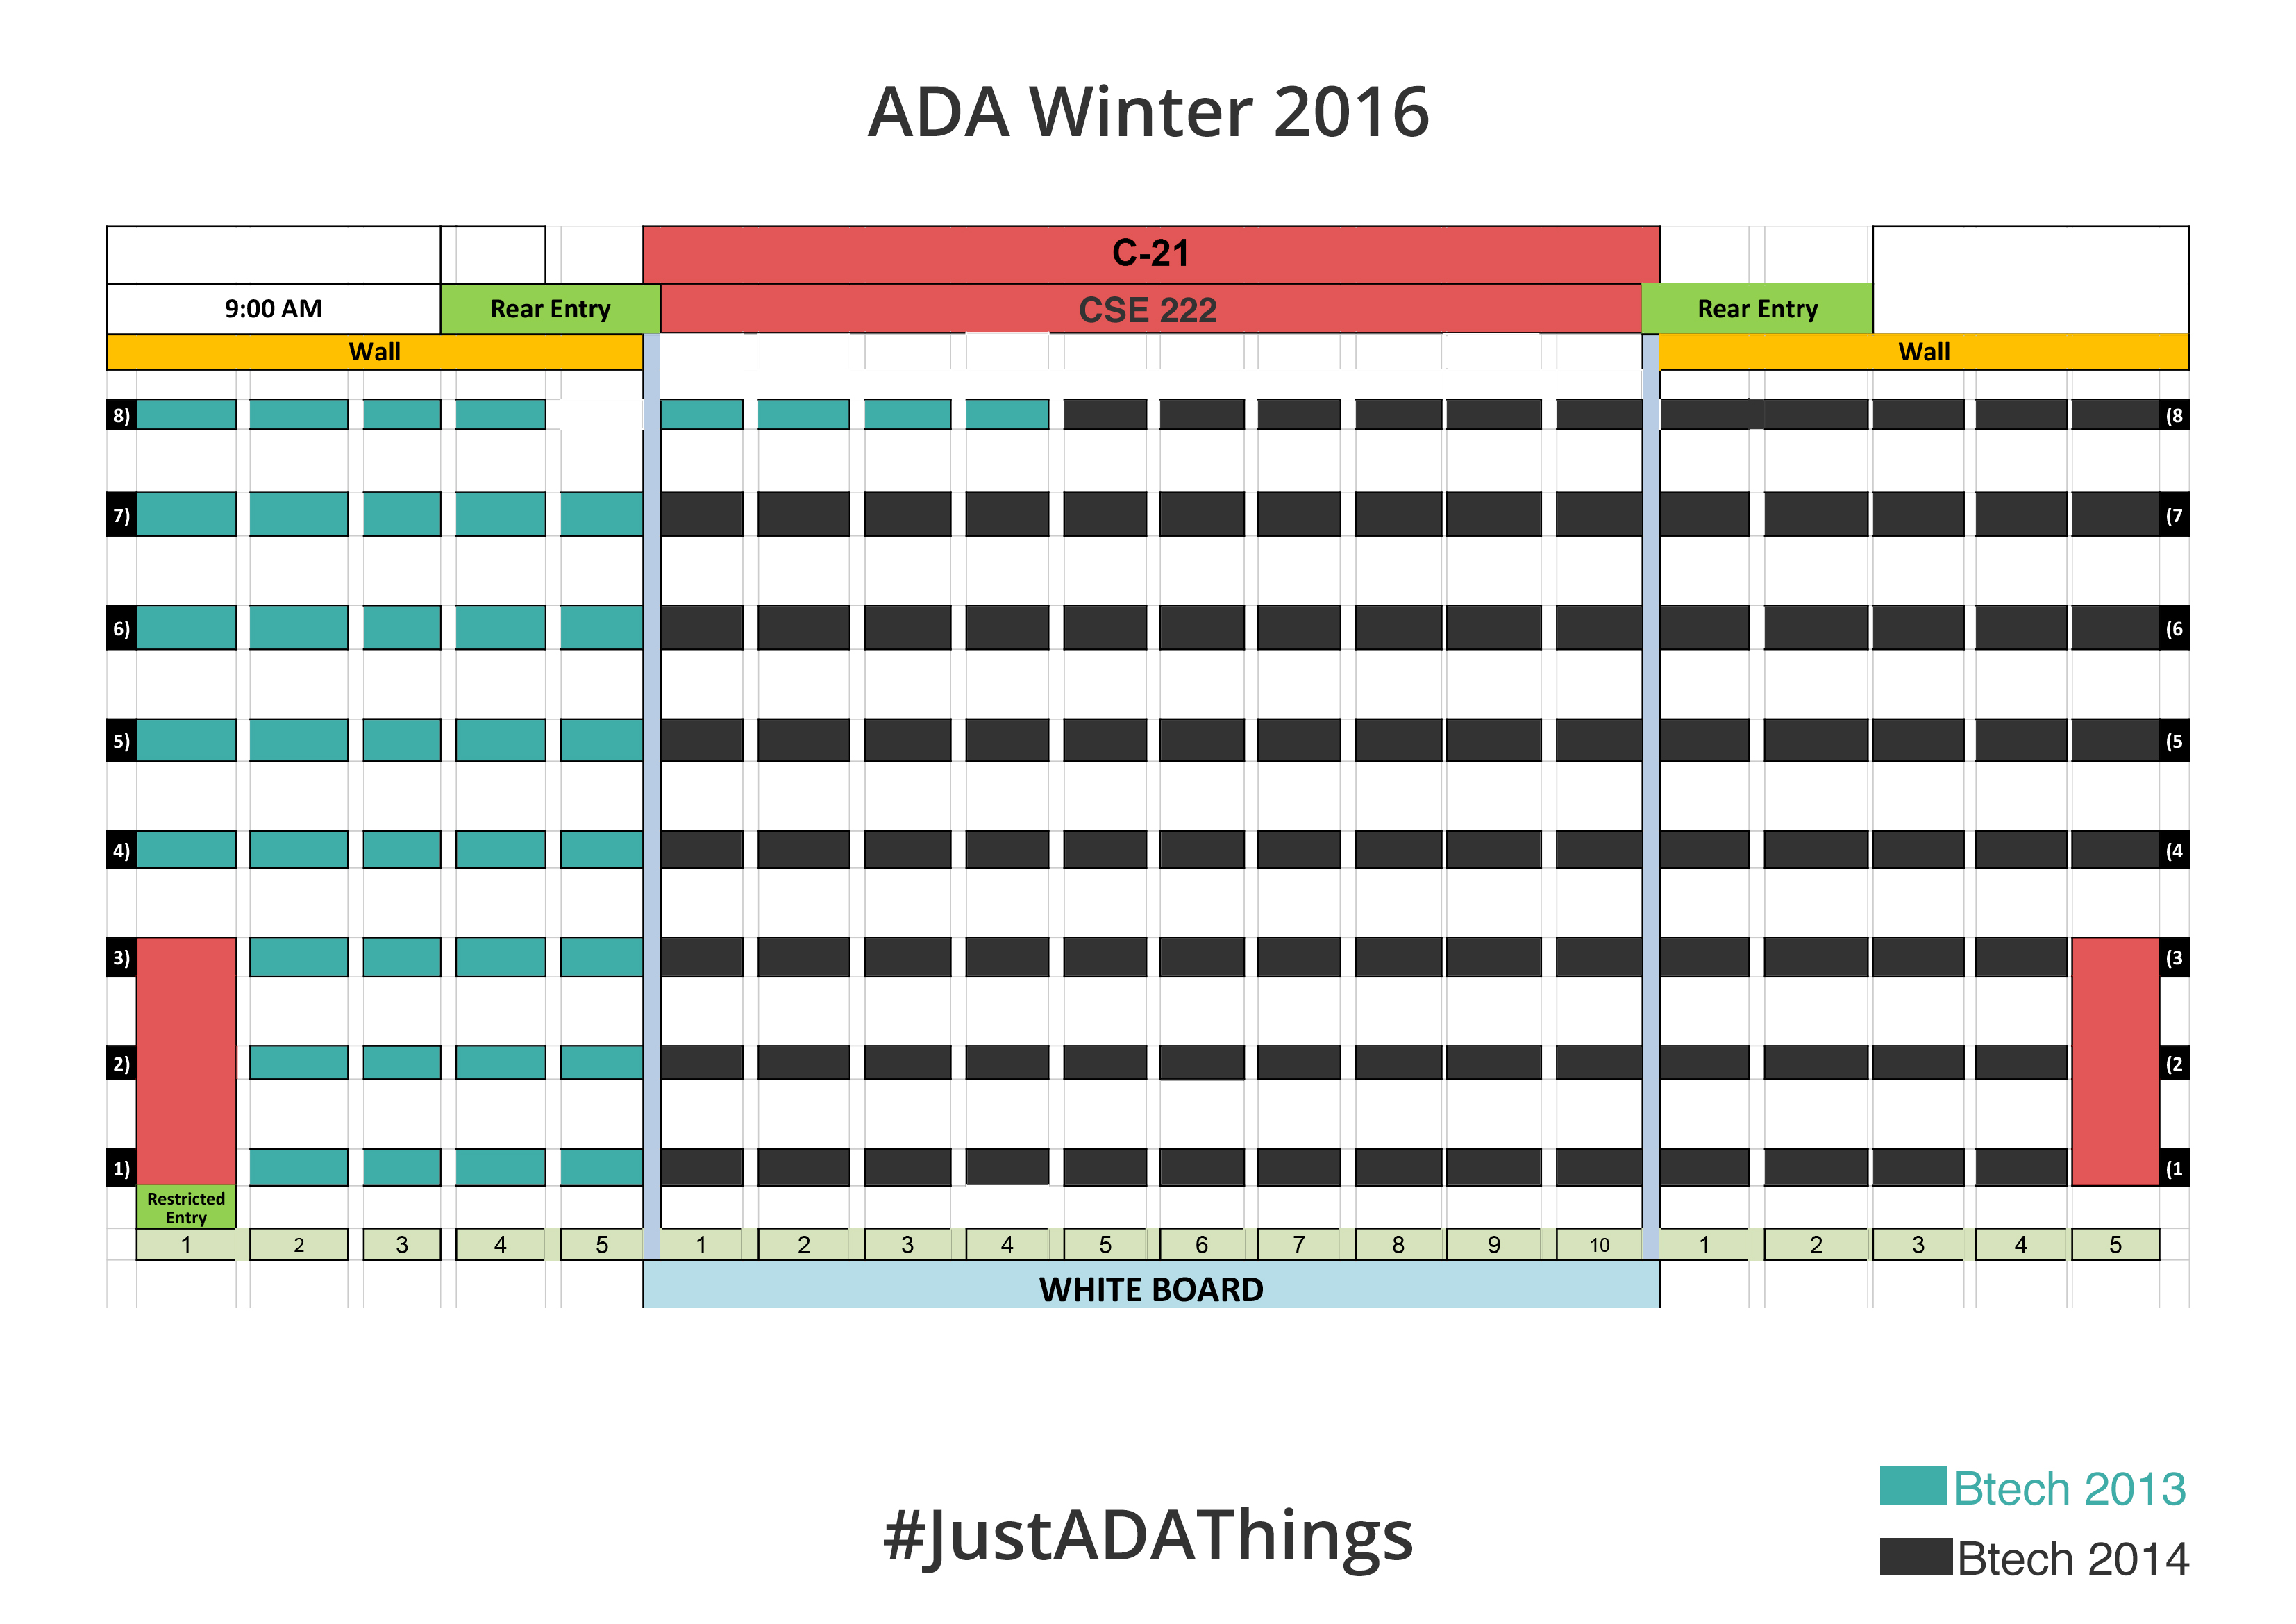 ADA Winter 2016
C-21
9:00 AM Rear Entry CSE 222 Rear Entry
Wall Wall
8) (8
7) (7
6) (6
5) (5
4) (4
3) (3
2) (2
1) (1
Restricted
Entry
1 2 3 4 5 1 2 3 4 5 6 7 8 9 10 1 2 3 4 5
WHITE BOARD
Btech 2013
#JustADAThings
Btech 2014